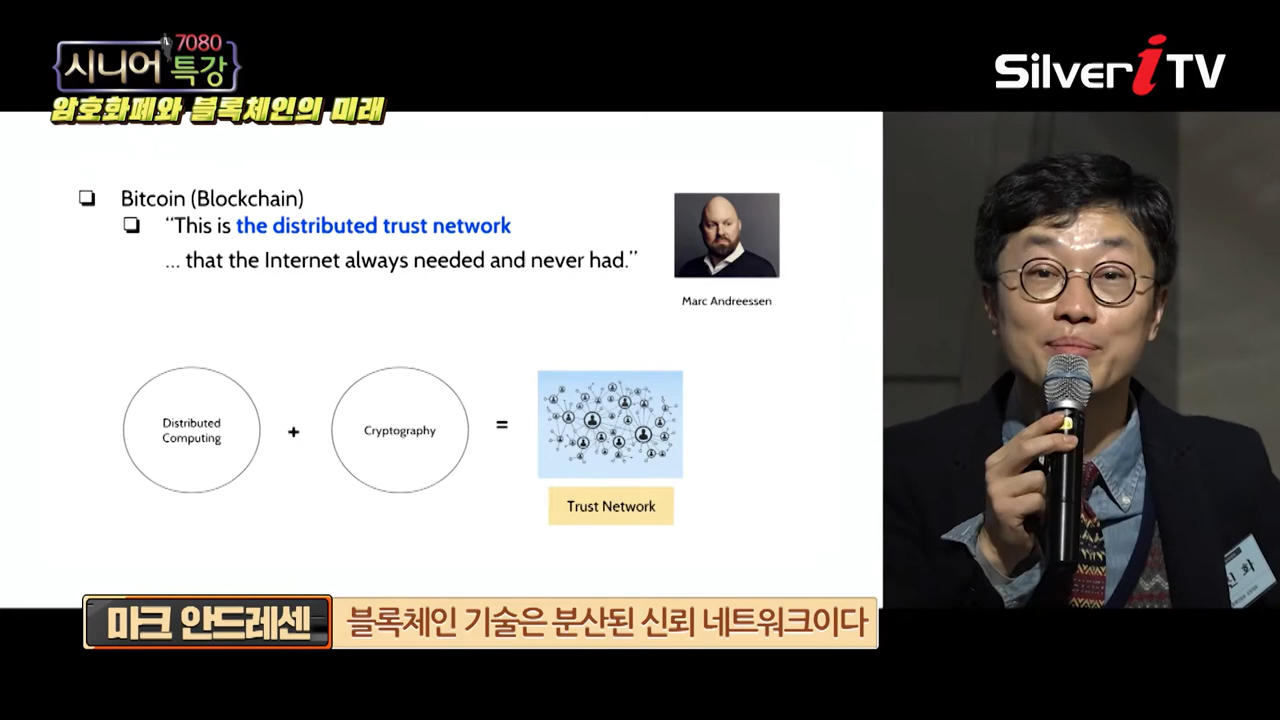 7080
시니어 특강
암호화폐와 블록체인의 미래
Silver i TV
❏ Bitcoin (Blockchain)
❏ “This is the distributed trust network
... that the Internet always needed and never had.”
Marc Andreessen
Distributed
Computing
+
Cryptography
=
Trust Network
신 화
마크 안드레센
블록체인 기술은 분산된 신뢰 네트워크이다